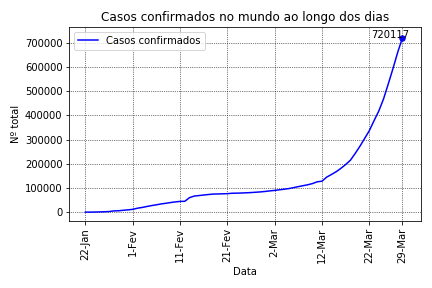 Casos confirmados no mundo ao longo dos dias
Casos confirmados
720117
700000
600000
500000
400000
300000
200000
100000
0
Nº total
22-Jan
1-Fev
11-Fev
21-Fev
2-Mar
12-Mar
22-Mar
29-Mar
Data